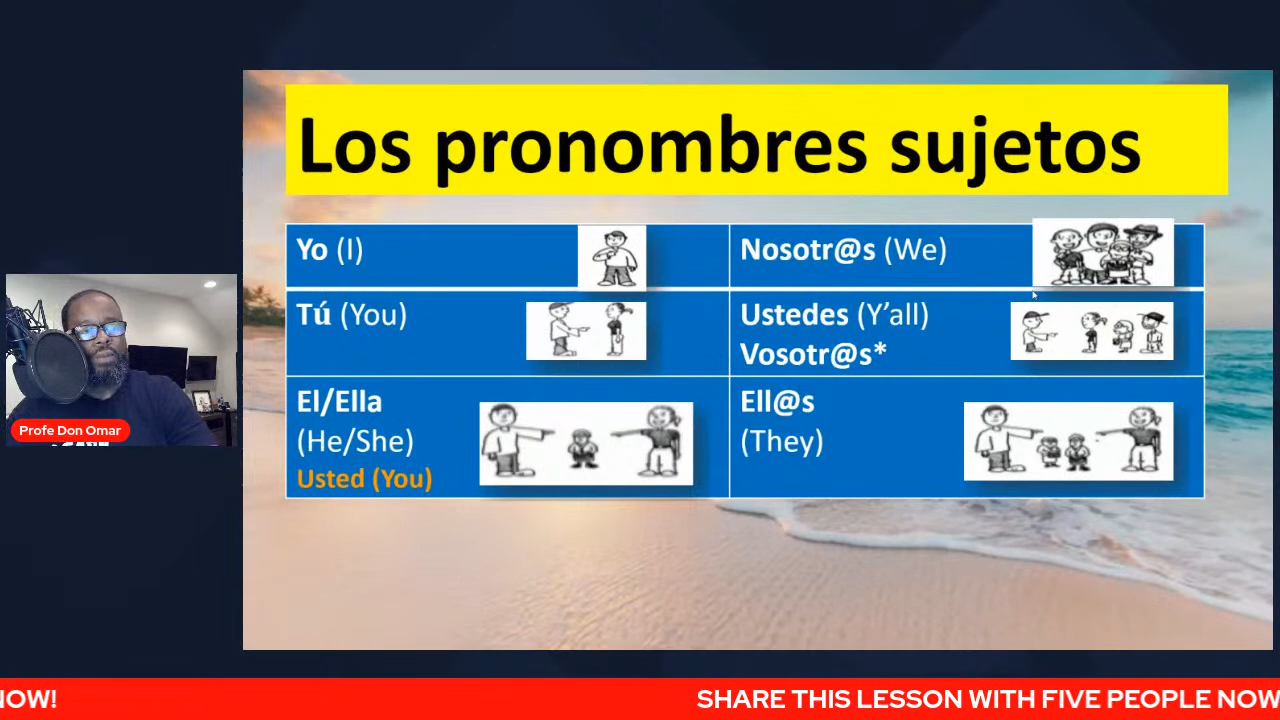 Los pronombres sujetos
Yo (I)
Nosotr@s (We)
Tú (You)
Ustedes (Y'all)
Vosotr@s*
El/Ella
(He/She)
Usted (You)
Ell@s
(They)
Profe Don Omar
NOW!
SHARE THIS LESSON WITH FIVE PEOPLE NOW